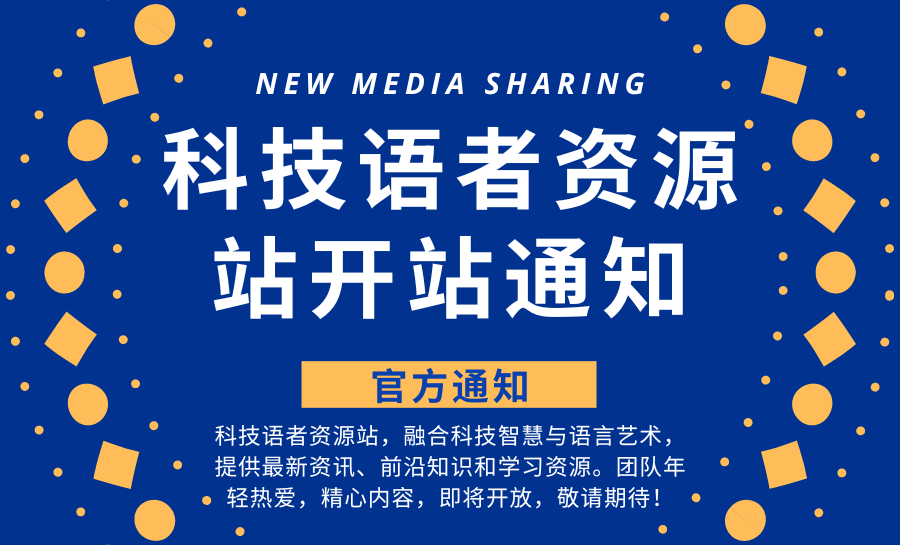 NEW MEDIA SHARING
科技语者资源
站开站通知
官方通知
科技语者资源站，融合科技智慧与语言艺术，
提供最新资讯、前沿知识和学习资源。团队年
轻热爱，精心内容，即将开放，敬请期待！